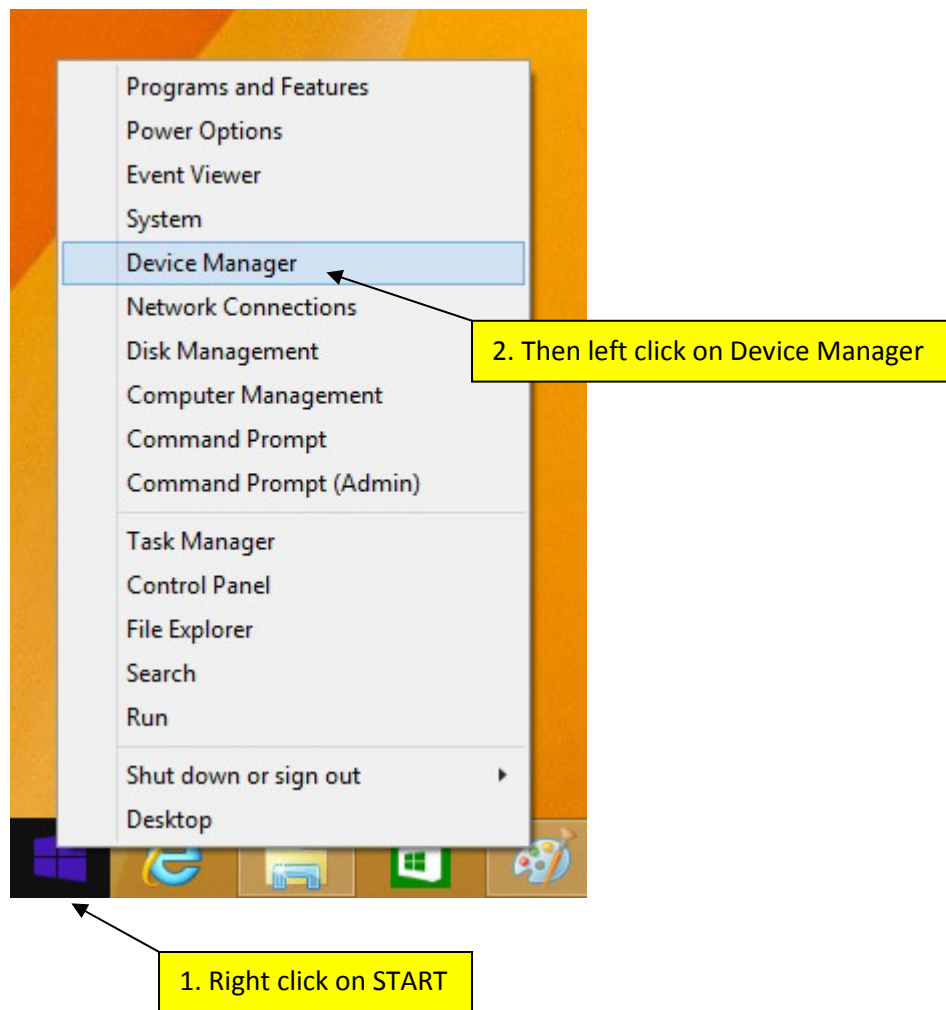 Programs and Features
Power Options
Event Viewer
System
Device Manager
Network Connections
2. Then left click on Device Manager
Disk Management
Computer Management
Command Prompt
Command Prompt (Admin)
Task Manager
Control Panel
File Explorer
Search
Run
Shut down or sign out
Desktop
1. Right click on START